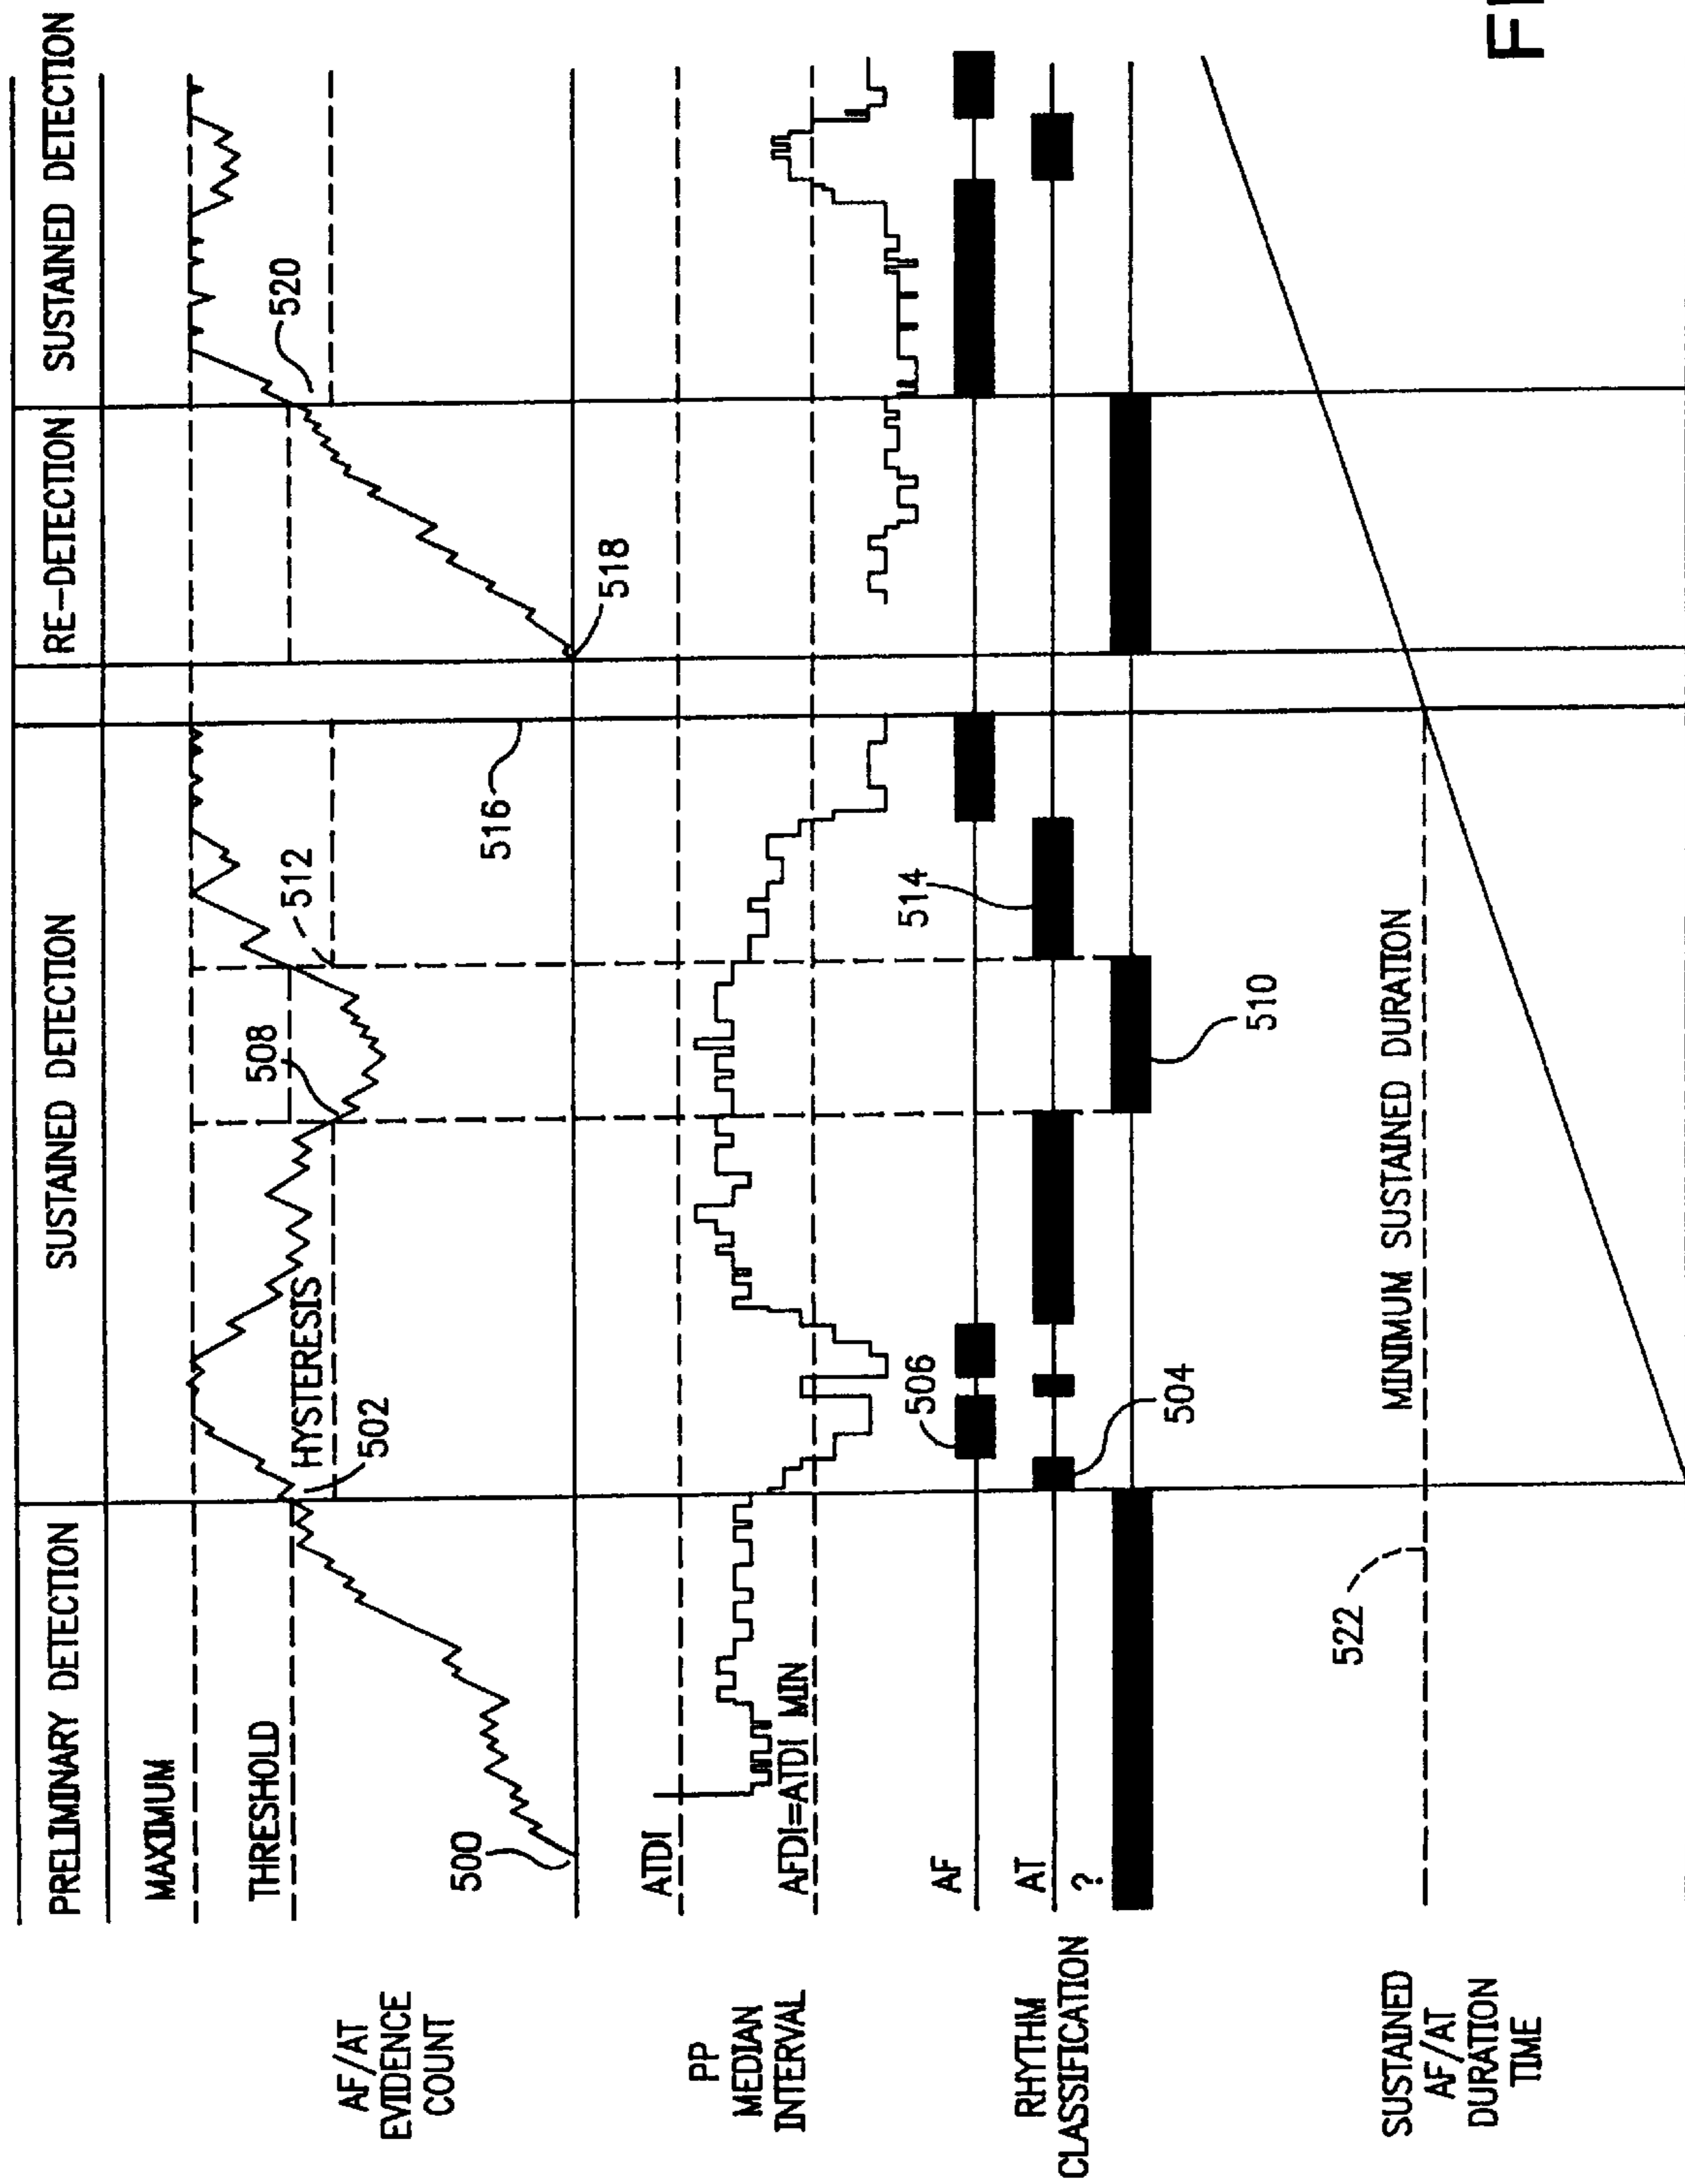 PRELIMINARY DETECTION
SUSTAINED DETECTION
RE-DETECTION
SUSTAINED DETECTION
AF/AT
EVIDENCE
COUNT
MAXIMUM
THRESHOLD
HYSTERESIS
500
502
508
512
516
518
520
PP
MEDIAN
INTERVAL
ATDI
AFDI=ATDI MIN
RHYTHM
CLASSIFICATION
AF
AT
?
506
504
514
510
SUSTAINED
AF/AT
DURATION
TIME
522
MINIMUM SUSTAINED DURATION